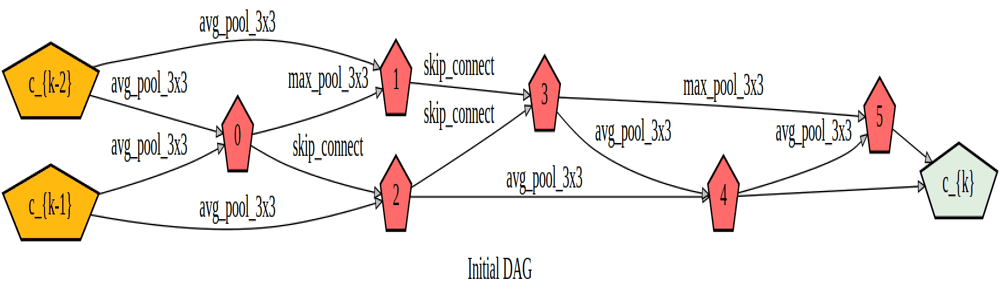 avg_pool_3x3
c_{k-2}
avg_pool_3x3
max_pool_3x3
1
skip_connect
3
max_pool_3x3
5
0
avg_pool_3x3
skip_connect
skip_connect
avg_pool_3x3
avg_pool_3x3
c_{k-1}
avg_pool_3x3
2
avg_pool_3x3
4
c_{k}
Initial DAG